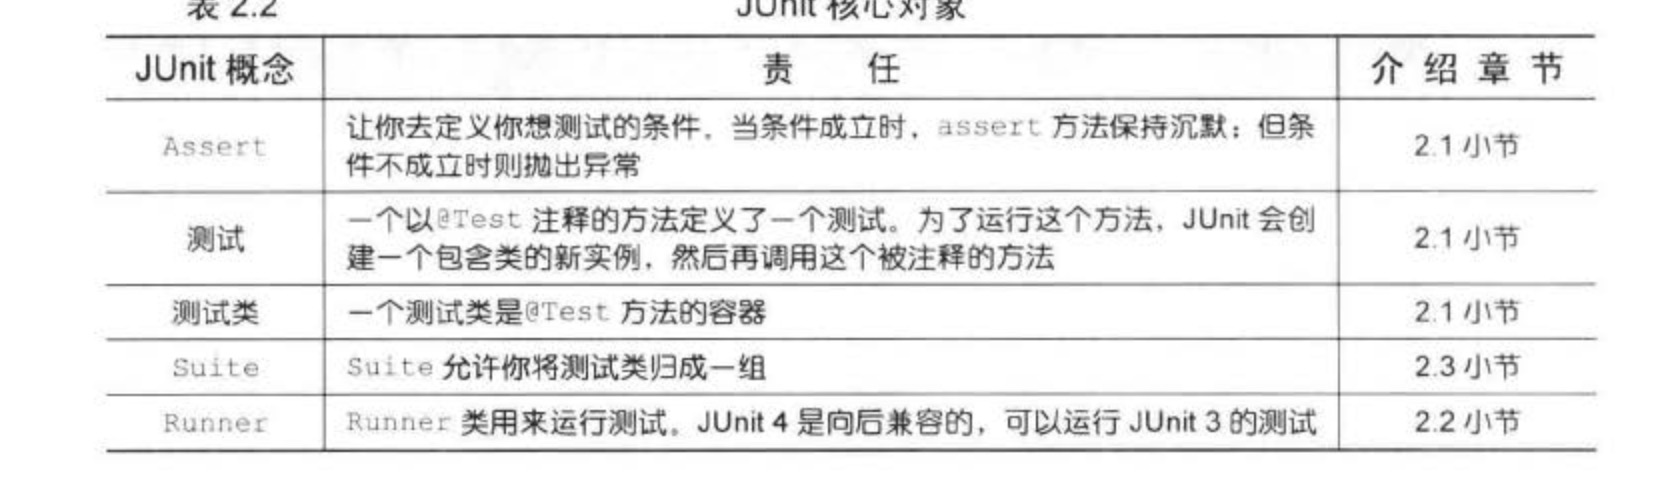 表 2.2 JUnit 核心对象
JUnit 概念 责 任 介 绍 章 节
Assert 让你去定义你想测试的条件。当条件成立时，assert 方法保持沉默；但条 2.1 小节
件不成立时则抛出异常
测试 一个以@Test 注释的方法定义了一个测试。为了运行这个方法，JUnit 会创 2.1 小节
建一个包含类的新实例，然后再调用这个被注释的方法
测试类 一个测试类是@Test 方法的容器 2.1 小节
Suite Suite 允许你将测试类归成一组 2.3 小节
Runner Runner 类用来运行测试。JUnit 4 是向后兼容的，可以运行 JUnit 3 的测试 2.2 小节